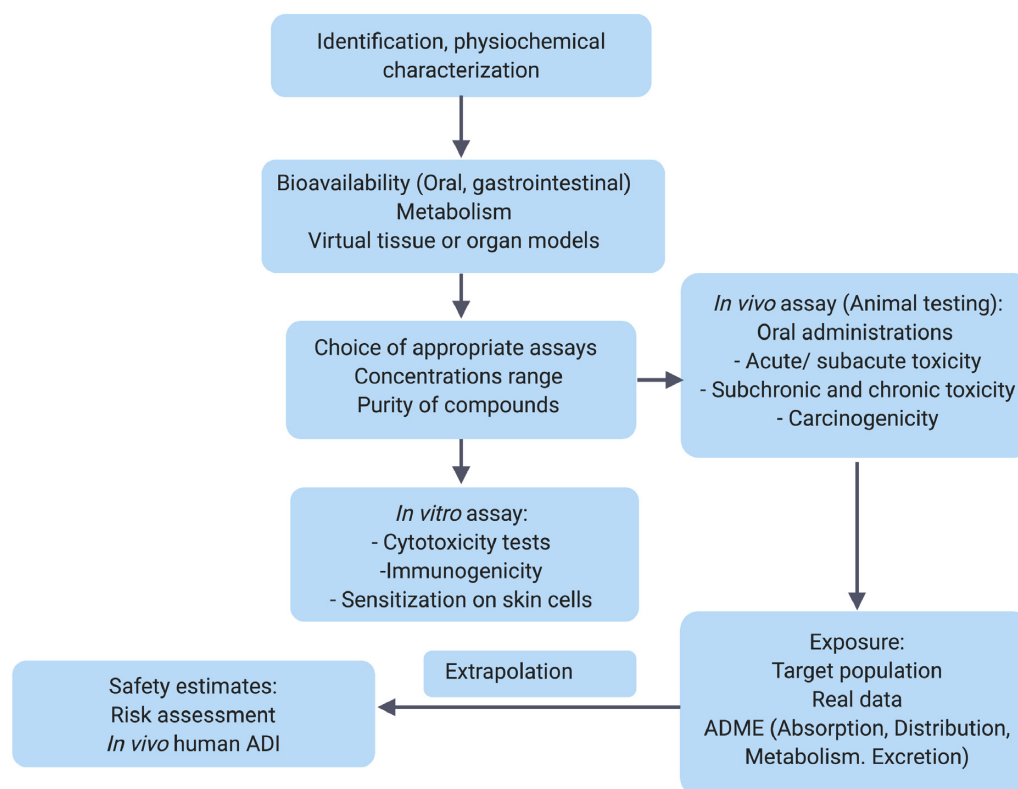 Identification, physiochemical
characterization
Bioavailability (Oral, gastrointestinal)
Metabolism
Virtual tissue or organ models
Choice of appropriate assays
Concentrations range
Purity of compounds
In vivo assay (Animal testing):
Oral administrations
- Acute/ subacute toxicity
- Subchronic and chronic toxicity
- Carcinogenicity
In vitro assay:
- Cytotoxicity tests
-Immunogenicity
- Sensitization on skin cells
Exposure:
Target population
Real data
ADME (Absorption, Distribution,
Metabolism. Excretion)
Extrapolation
Safety estimates:
Risk assessment
In vivo human ADI